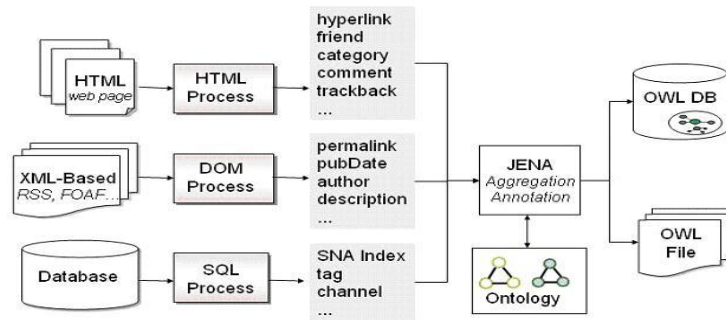 HTML
web page
HTML
Process
hyperlink
friend
category
comment
trackback
...
XML-Based
RSS, FOAF...
DOM
Process
permalink
pubDate
author
description
...
Database
SQL
Process
SNA Index
tag
channel
...
JENA
Aggregation
Annotation
Ontology
OWL DB
OWL
File